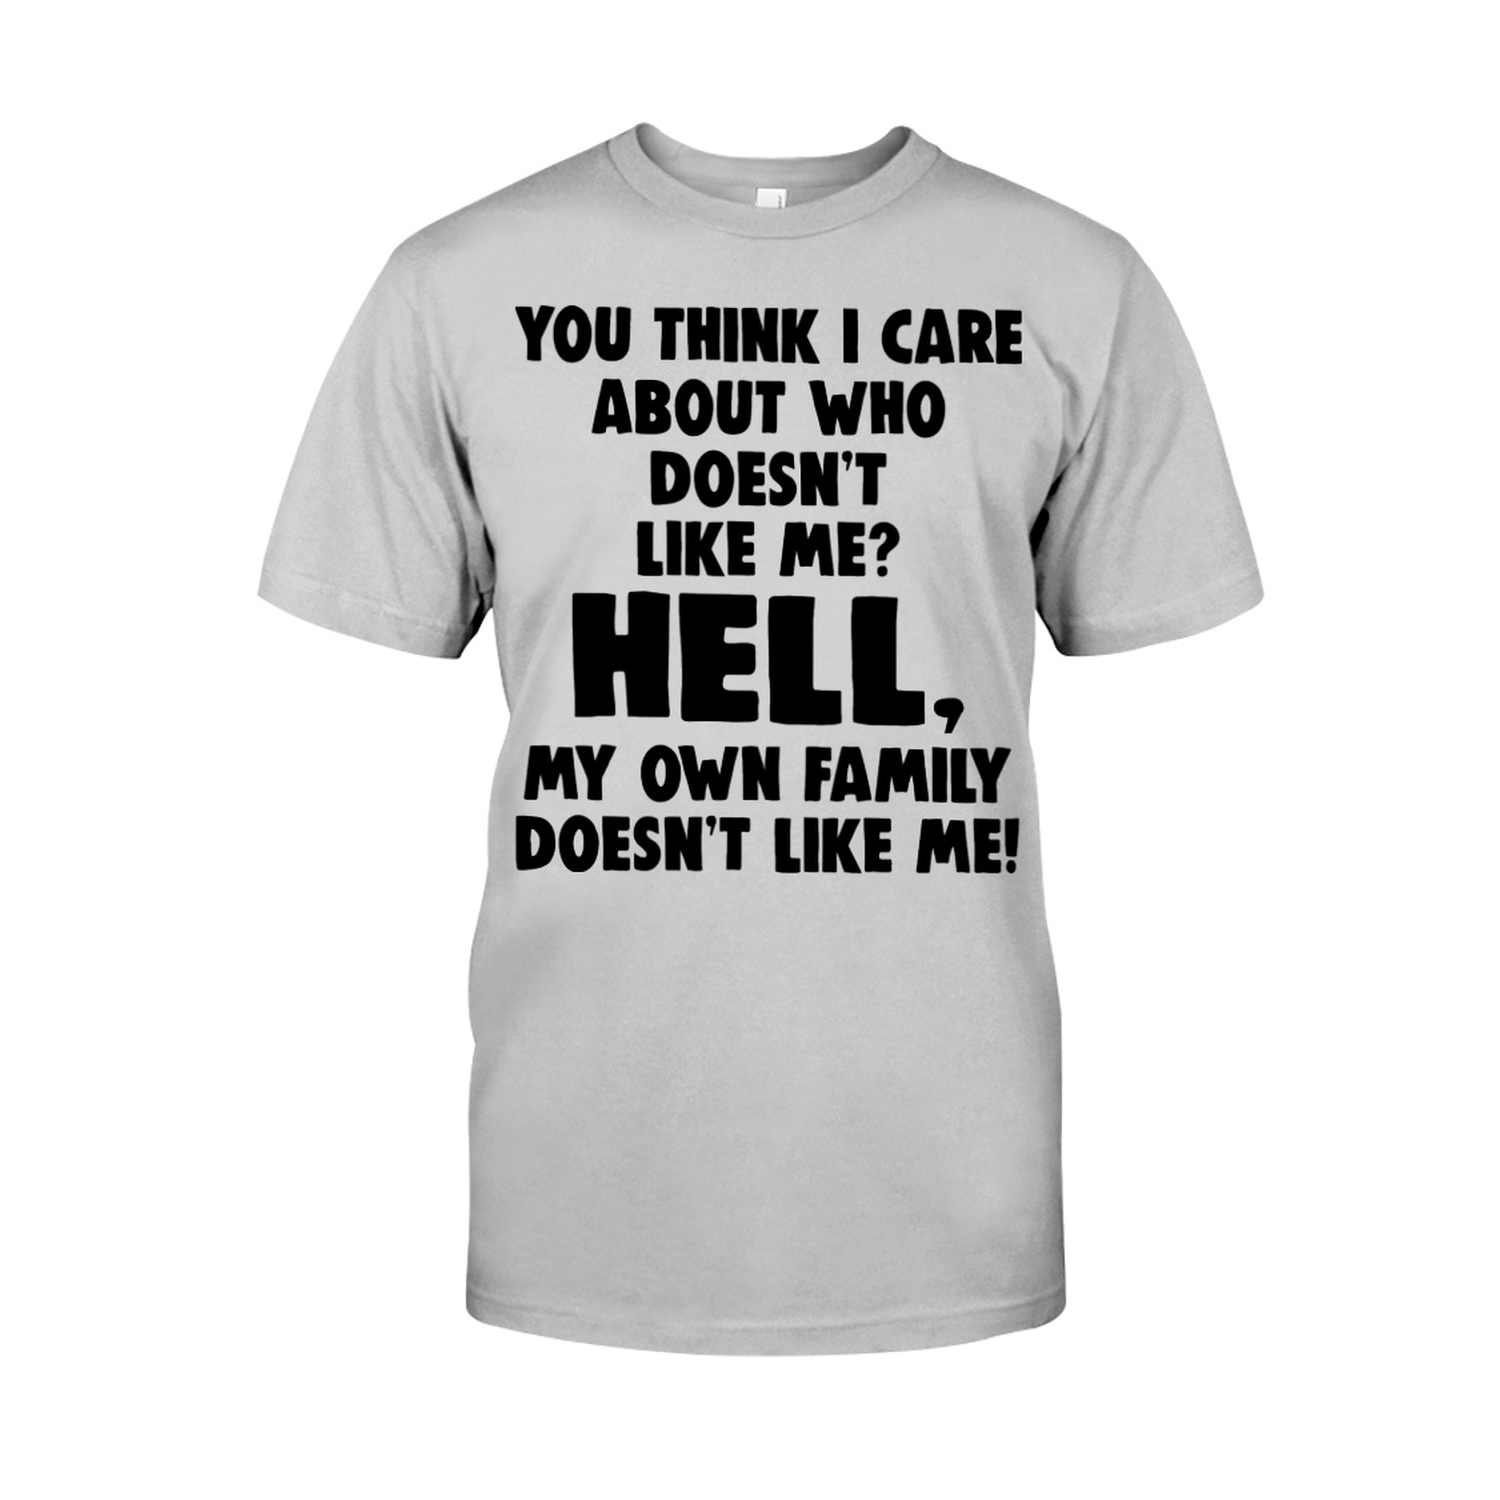 YOU THINK I CARE
ABOUT WHO
DOESN'T
LIKE ME?
HELL,
MY OWN FAMILY
DOESN'T LIKE ME!